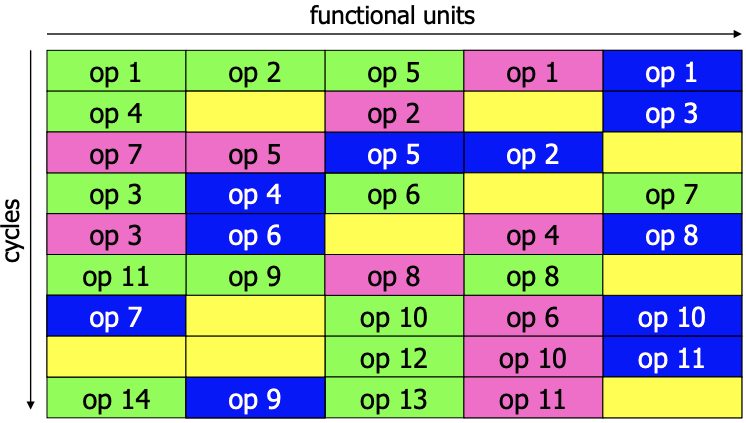 functional units
cycles
op 1 op 2 op 5 op 1 op 1
op 4 op 2 op 3
op 7 op 5 op 5 op 2
op 3 op 4 op 6 op 7
op 3 op 6 op 4 op 8
op 11 op 9 op 8 op 8
op 7 op 10 op 6 op 10
op 12 op 10 op 11
op 14 op 9 op 13 op 11